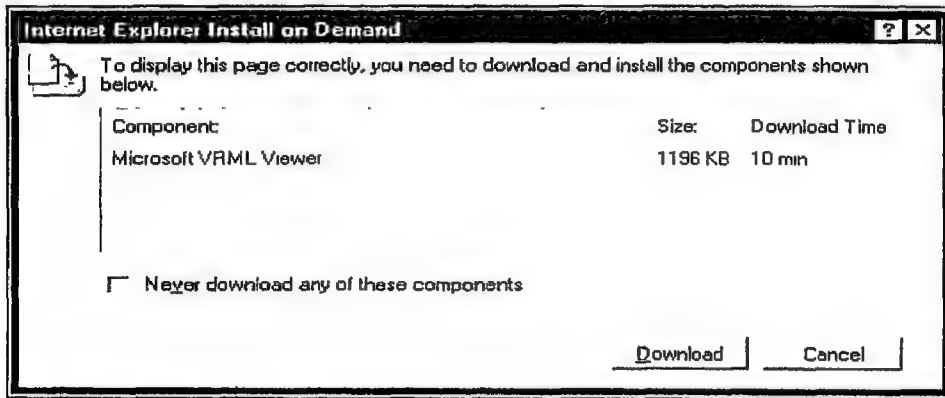 Internet Explorer Install on Demand
To display this page correctly, you need to download and install the components shown
below.
Component: Size: Download Time
Microsoft VRML Viewer 1196 KB 10 min
Never download any of these components
Download Cancel